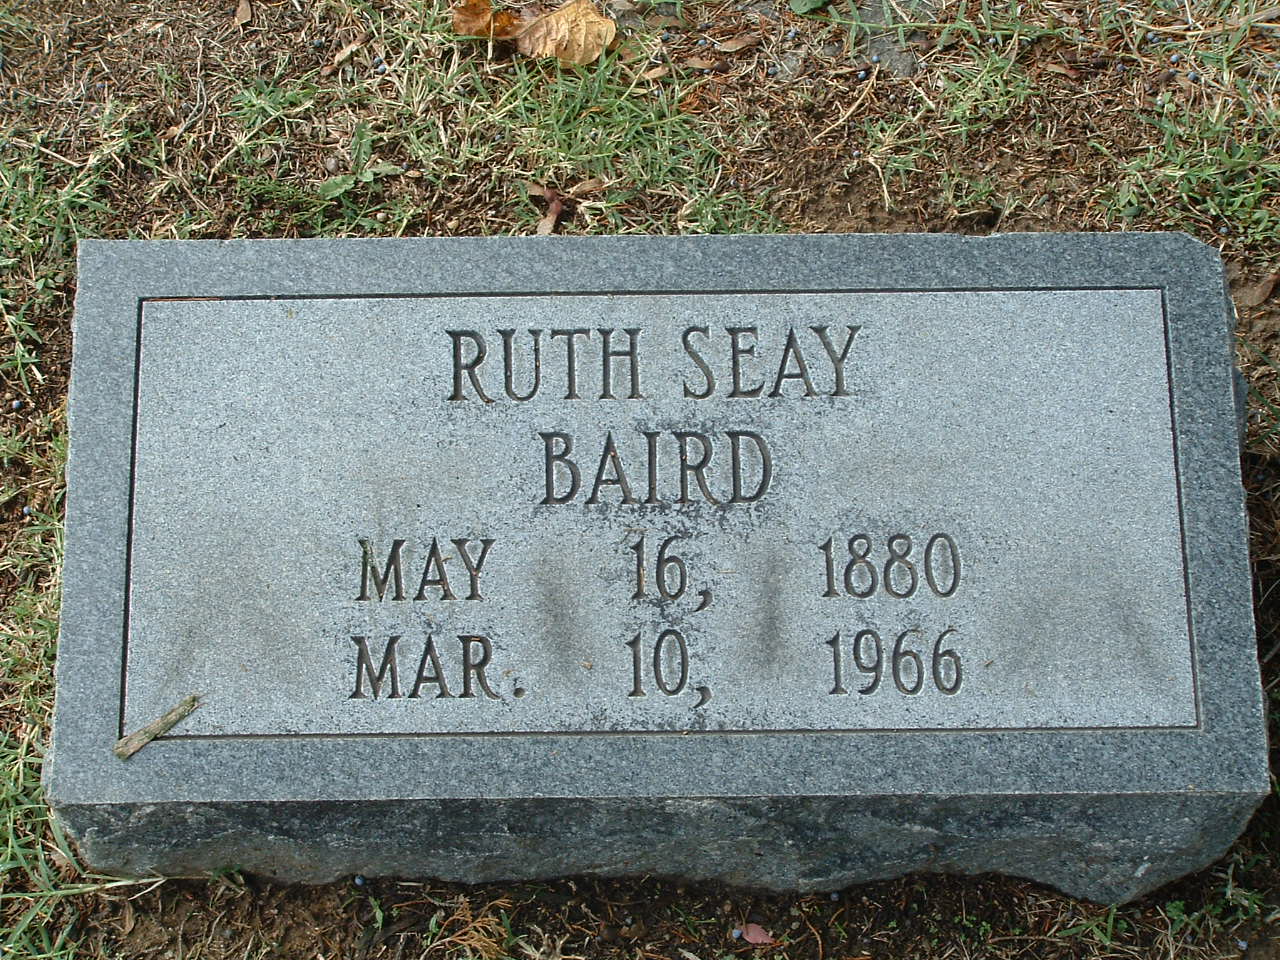 RUTH SEAY
BAIRD
MAY 16, 1880
MAR. 10, 1966